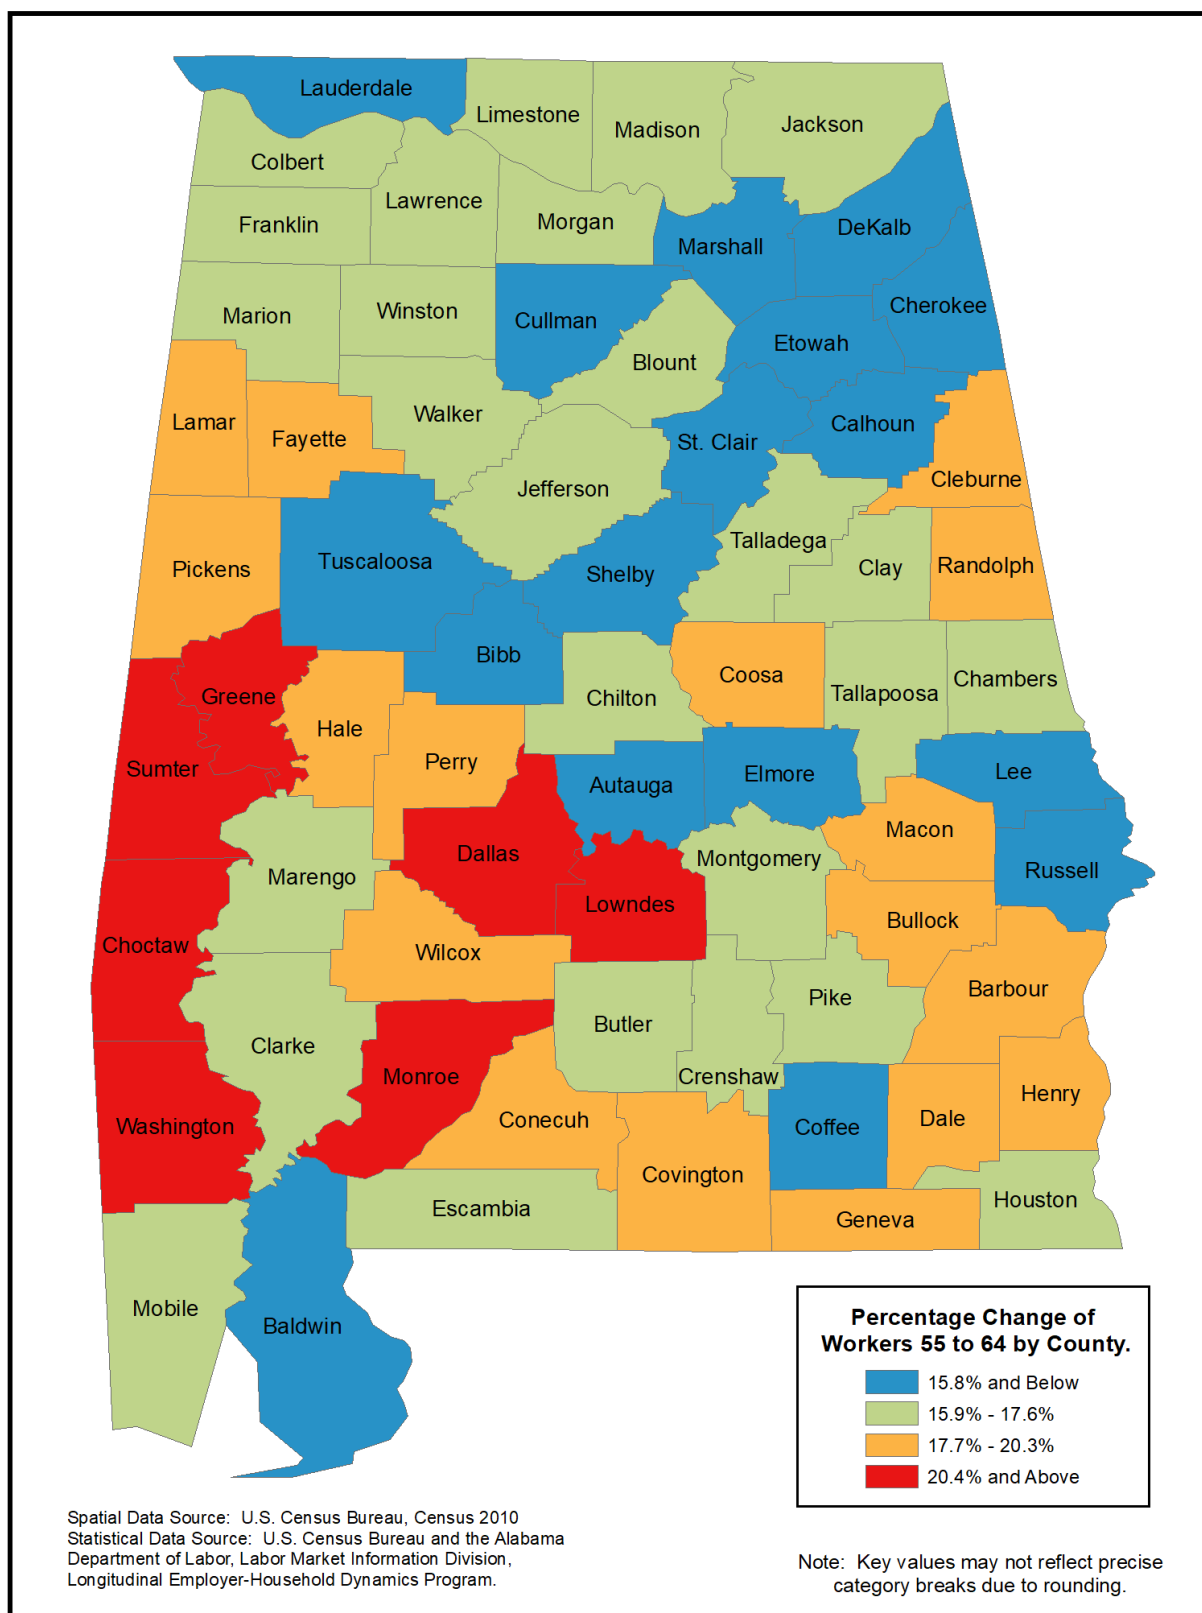 Lauderdale
Limestone
Madison
Jackson
Colbert
Lawrence
Franklin
Morgan
DeKalb
Marshall
Cherokee
Marion
Winston
Cullman
Etowah
Blount
Lamar
Fayette
Walker
St. Clair
Calhoun
Cleburne
Jefferson
Talladega
Pickens
Tuscaloosa
Shelby
Clay
Randolph
Bibb
Coosa
Chambers
Greene
Chilton
Tallapoosa
Hale
Perry
Sumter
Autauga
Elmore
Lee
Macon
Dallas
Montgomery
Russell
Marengo
Lowndes
Bullock
Choctaw
Wilcox
Barbour
Pike
Butler
Clarke
Monroe
Crenshaw
Henry
Washington
Conecuh
Coffee
Dale
Covington
Houston
Escambia
Geneva
Mobile
Baldwin
Percentage Change of
Workers 55 to 64 by County.
15.8% and Below
15.9% - 17.6%
17.7% - 20.3%
20.4% and Above
Spatial Data Source:  U.S. Census Bureau, Census 2010
Statistical Data Source:  U.S. Census Bureau and the Alabama
Department of Labor, Labor Market Information Division,
Longitudinal Employer-Household Dynamics Program.
Note:  Key values may not reflect precise
category breaks due to rounding.